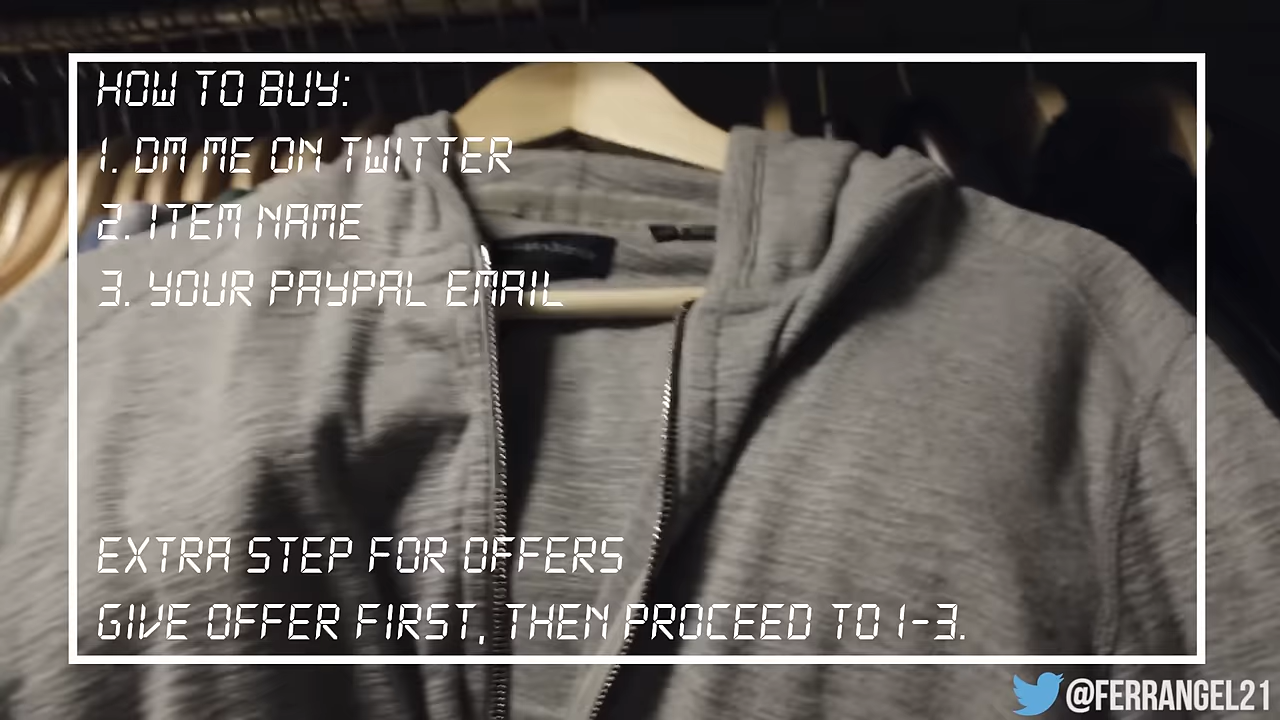 HOW TO BUY:
1. DM ME ON TWITTER
2. ITEM NAME
3. YOUR PAYPAL EMAIL
EXTRA STEP FOR OFFERS
GIVE OFFER FIRST, THEN PROCEED TO 1-3.
@FERRANGEL21